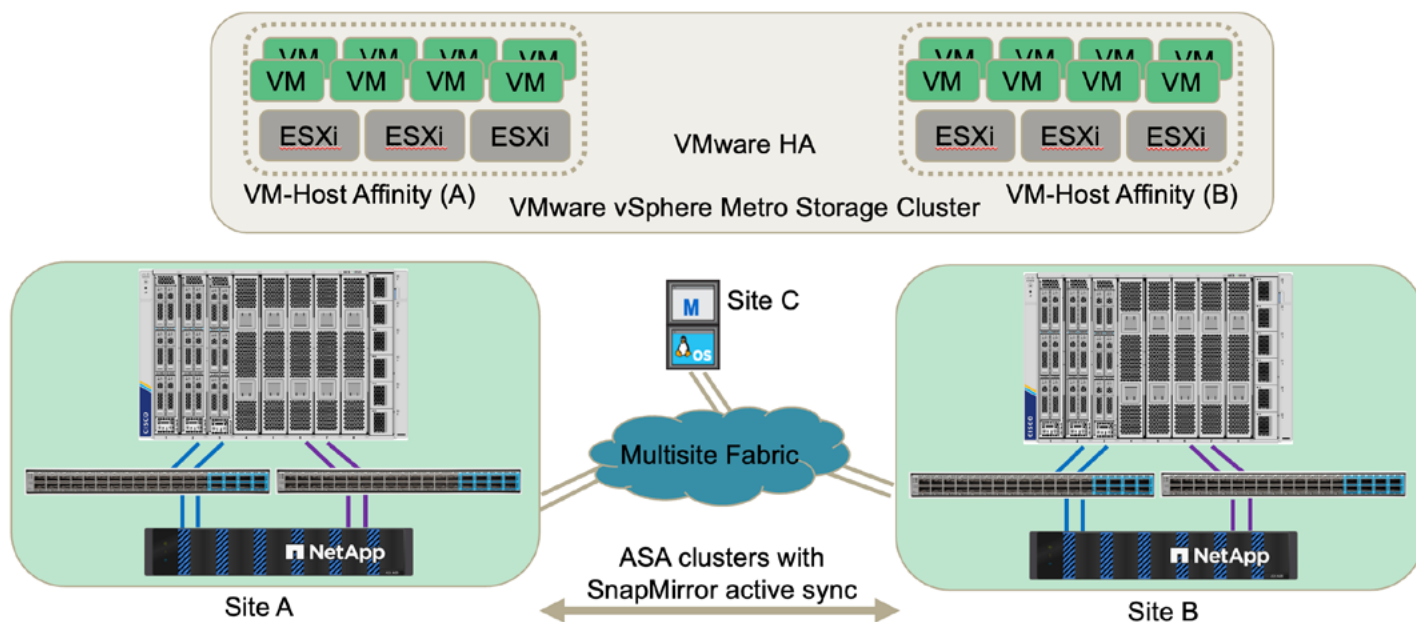 VM VM VM VM
VM VM VM VM
ESXi ESXi ESXi
VM-Host Affinity (A)
VMware HA
VMware vSphere Metro Storage Cluster
VM VM VM VM
VM VM VM VM
ESXi ESXi ESXi
VM-Host Affinity (B)
CISCO
NetApp
Site A
M
OS
Site C
Multisite Fabric
ASA clusters with
SnapMirror active sync
CISCO
NetApp
Site B